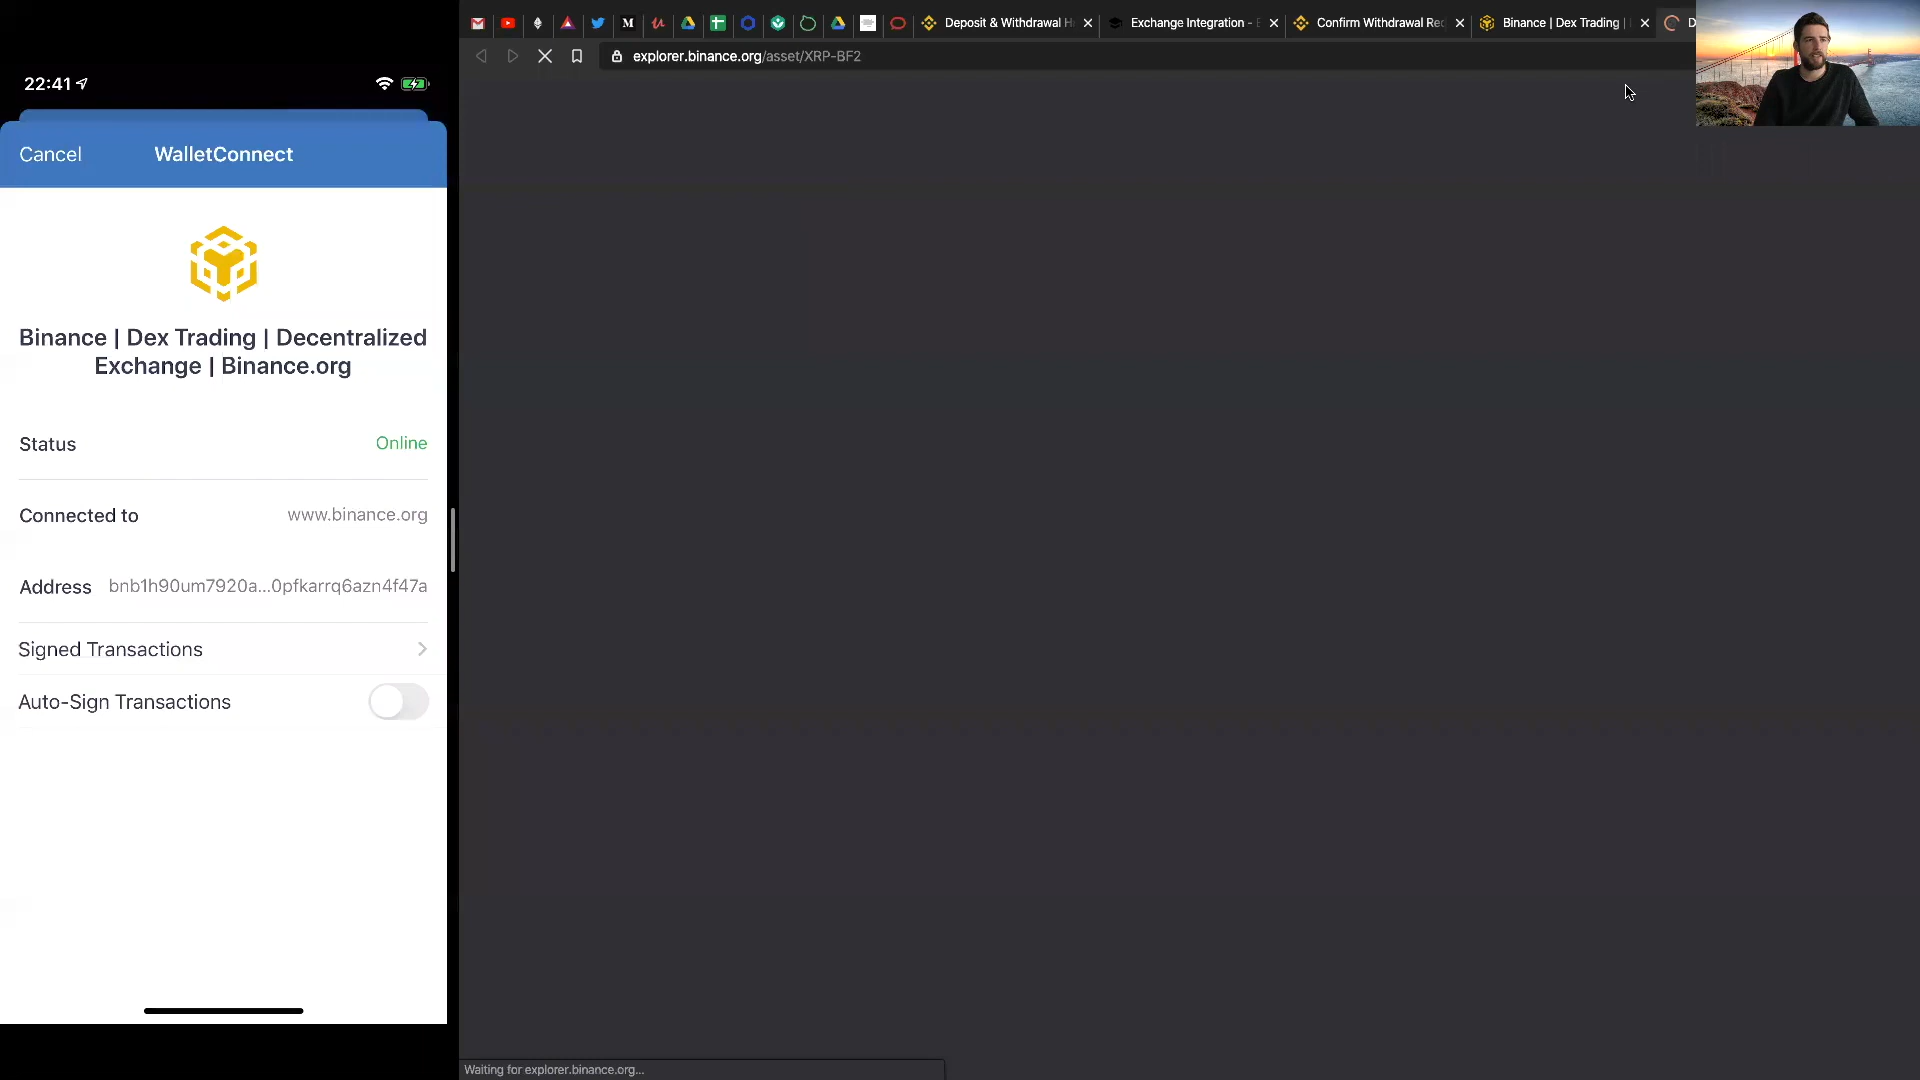 22:41
Cancel
WalletConnect
Binance | Dex Trading | Decentralized
Exchange | Binance.org
Status
Online
Connected to
www.binance.org
Address
bnb1h90um7920a...0pfkarrq6azn4f47a
Signed Transactions
Auto-Sign Transactions
Deposit & Withdrawal H
Exchange Integration -
Confirm Withdrawal Rec
Binance | Dex Trading |
D
explorer.binance.org/asset/XRP-BF2
Waiting for explorer.binance.org...